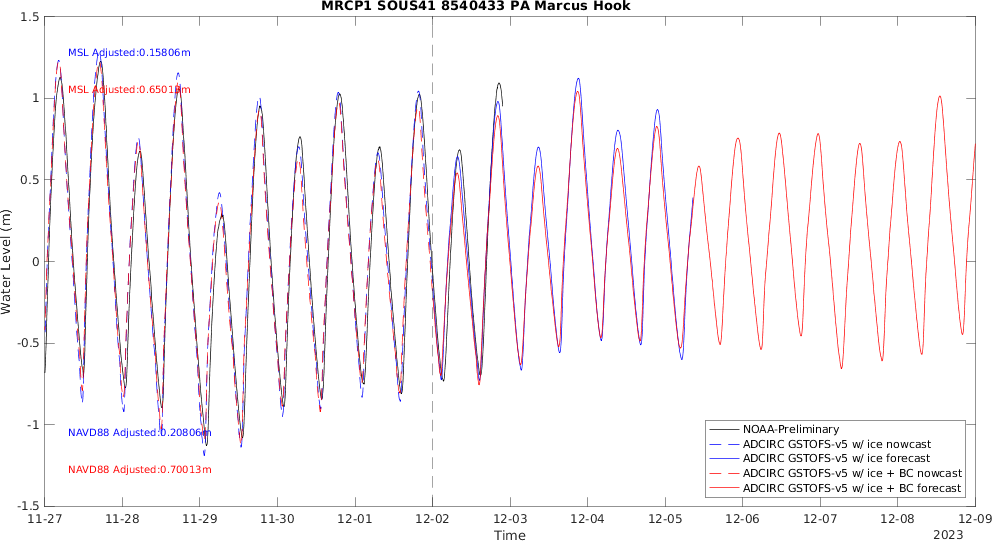 MRCP1 SOUS41 8540433 PA Marcus Hook
Water Level (m)
1.5
1
0.5
0
-0.5
-1
-1.5
MSL Adjusted:0.15806m
MSL Adjusted:0.65013m
NAVD88 Adjusted:0.20806m
NAVD88 Adjusted:0.70013m
NOAA-Preliminary
ADCIRC GSTOFS-v5 w/ ice nowcast
ADCIRC GSTOFS-v5 w/ ice forecast
ADCIRC GSTOFS-v5 w/ ice + BC nowcast
ADCIRC GSTOFS-v5 w/ ice + BC forecast
11-27 11-28 11-29 11-30 12-01 12-02 12-03 12-04 12-05 12-06 12-07 12-08 12-09
Time
2023